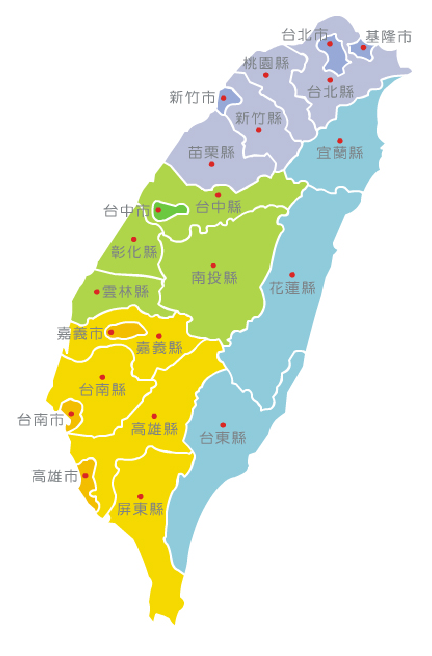 台北市
基隆市
桃園縣
台北縣
新竹市
新竹縣
苗栗縣
宜蘭縣
台中縣
台中市
彰化縣
南投縣
花蓮縣
雲林縣
嘉義市
嘉義縣
台南縣
台南市
高雄縣
台東縣
高雄市
屏東縣